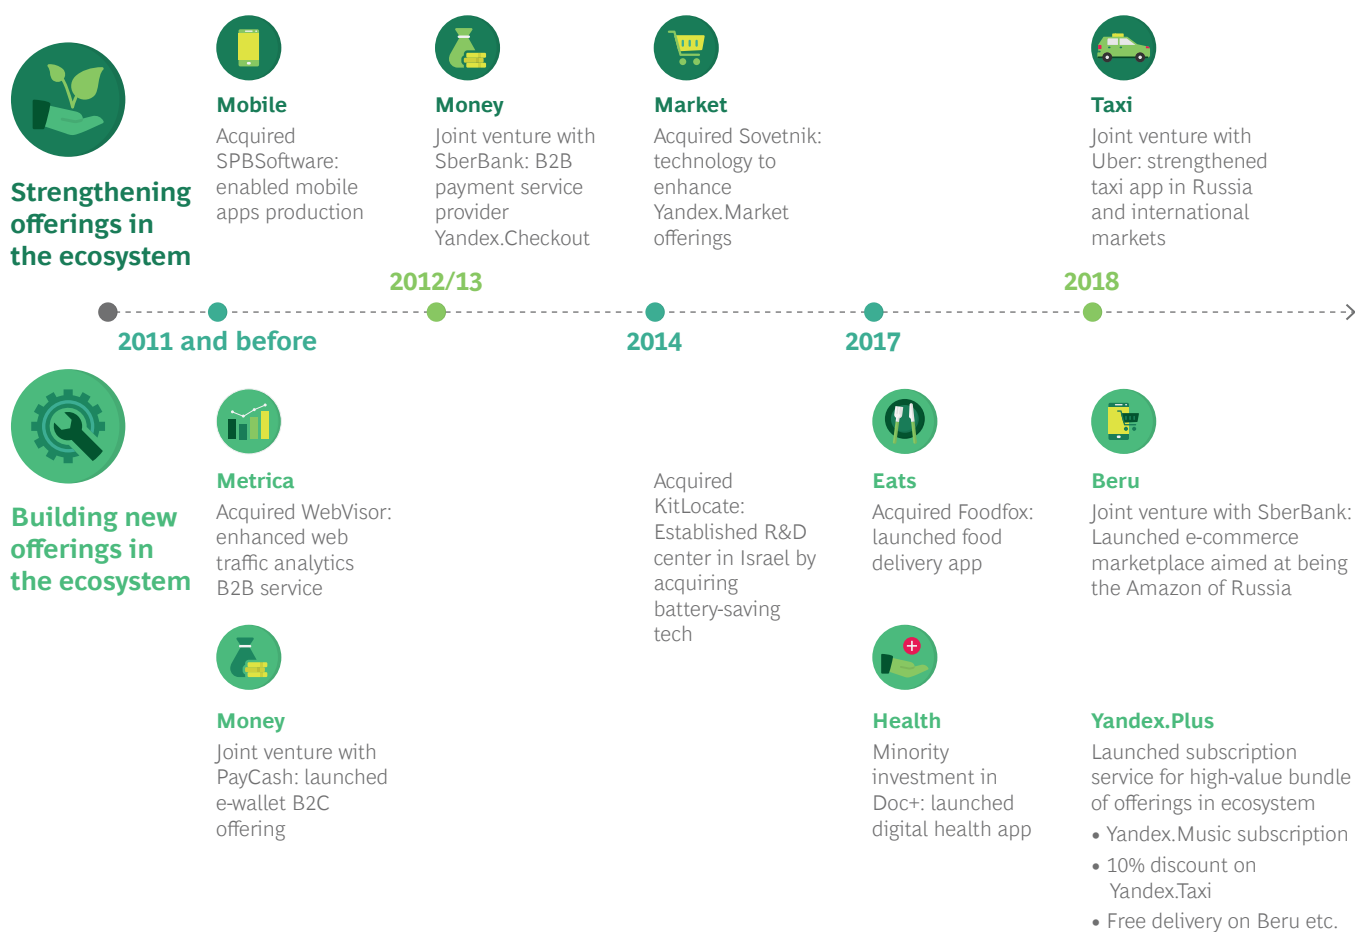 Strengthening
offerings in
the ecosystem
Mobile
Acquired
SPBSoftware:
enabled mobile
apps production
Money
Joint venture with
SberBank: B2B
payment service
provider
Yandex.Checkout
Market
Acquired Sovetnik:
technology to
enhance
Yandex.Market
offerings
Taxi
Joint venture with
Uber: strengthened
taxi app in Russia
and international
markets
2011 and before
2012/13
2014
2017
2018
Building new
offerings in
the ecosystem
Metrica
Acquired WebVisor:
enhanced web
traffic analytics
B2B service
Money
Joint venture with
PayCash: launched
e-wallet B2C
offering
Acquired
KitLocate:
Established R&D
center in Israel by
acquiring
battery-saving
tech
Eats
Acquired Foodfox:
launched food
delivery app
Health
Minority
investment in
Doc+: launched
digital health app
Beru
Joint venture with SberBank:
Launched e-commerce
marketplace aimed at being
the Amazon of Russia
Yandex.Plus
Launched subscription
service for high-value bundle
of offerings in ecosystem
• Yandex.Music subscription
• 10% discount on
Yandex.Taxi
• Free delivery on Beru etc.